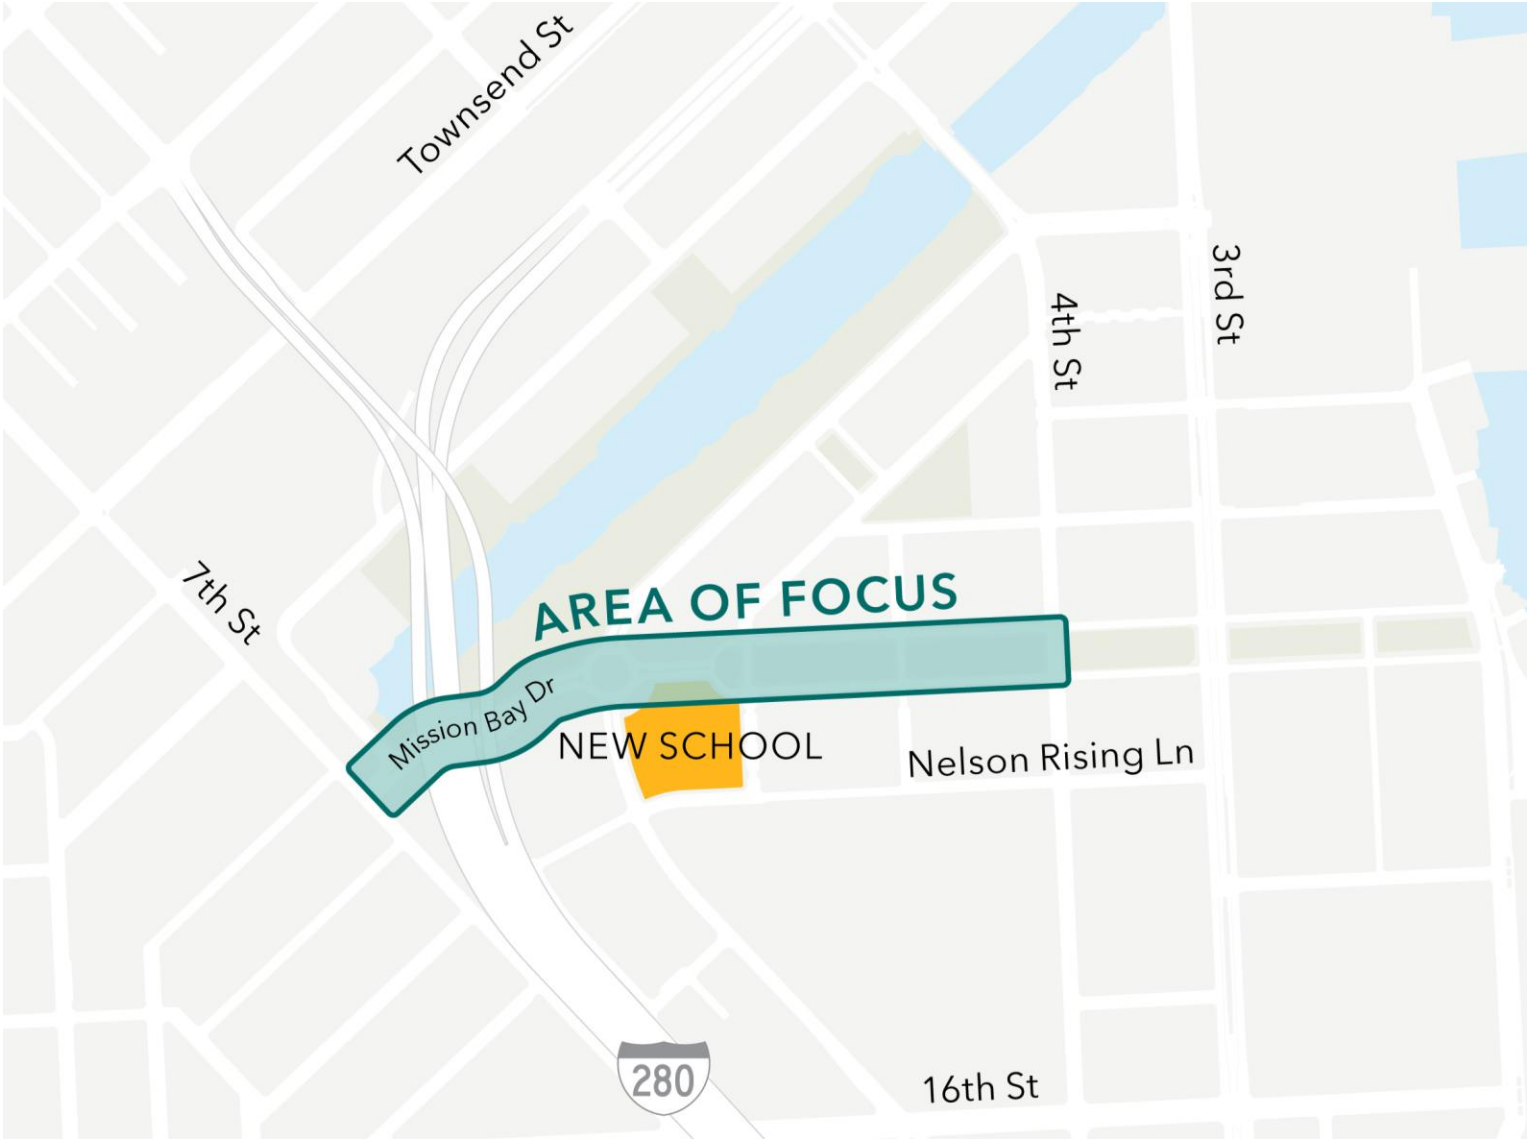 Townsend St
3rd St
4th St
7th St
AREA OF FOCUS
Mission Bay Dr
NEW SCHOOL
Nelson Rising Ln
280
16th St